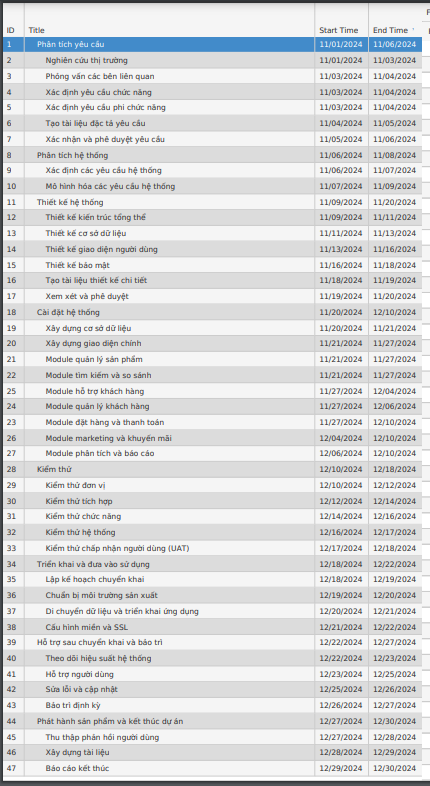 ID Title Start Time End Time
1 Phân tích yêu cầu 11/01/2024 11/06/2024
2 Nghiên cứu thị trường 11/01/2024 11/03/2024
3 Phỏng vấn các bên liên quan 11/03/2024 11/04/2024
4 Xác định yêu cầu chức năng 11/03/2024 11/04/2024
5 Xác định yêu cầu phi chức năng 11/03/2024 11/04/2024
6 Tạo tài liệu đặc tả yêu cầu 11/04/2024 11/05/2024
7 Xác nhận và phê duyệt yêu cầu 11/05/2024 11/06/2024
8 Phân tích hệ thống 11/06/2024 11/08/2024
9 Xác định các yêu cầu hệ thống 11/06/2024 11/07/2024
10 Mô hình hóa các yêu cầu hệ thống 11/07/2024 11/09/2024
11 Thiết kế hệ thống 11/09/2024 11/20/2024
12 Thiết kế kiến trúc tổng thể 11/09/2024 11/11/2024
13 Thiết kế cơ sở dữ liệu 11/11/2024 11/13/2024
14 Thiết kế giao diện người dùng 11/13/2024 11/16/2024
15 Thiết kế bảo mật 11/16/2024 11/18/2024
16 Tạo tài liệu thiết kế chi tiết 11/18/2024 11/19/2024
17 Xem xét và phê duyệt 11/19/2024 11/20/2024
18 Cài đặt hệ thống 11/20/2024 12/10/2024
19 Xây dựng cơ sở dữ liệu 11/20/2024 11/21/2024
20 Xây dựng giao diện chính 11/21/2024 11/27/2024
21 Module quản lý sản phẩm 11/21/2024 11/27/2024
22 Module tìm kiếm và so sánh 11/21/2024 11/27/2024
25 Module hỗ trợ khách hàng 11/27/2024 12/04/2024
24 Module quản lý khách hàng 11/27/2024 12/06/2024
23 Module đặt hàng và thanh toán 11/27/2024 12/10/2024
26 Module marketing và khuyến mãi 12/04/2024 12/10/2024
27 Module phân tích và báo cáo 12/06/2024 12/10/2024
28 Kiểm thử 12/10/2024 12/18/2024
29 Kiểm thử đơn vị 12/10/2024 12/12/2024
30 Kiểm thử tích hợp 12/12/2024 12/14/2024
31 Kiểm thử chức năng 12/14/2024 12/16/2024
32 Kiểm thử hệ thống 12/16/2024 12/17/2024
33 Kiểm thử chấp nhận người dùng (UAT) 12/17/2024 12/18/2024
34 Triển khai và đưa vào sử dụng 12/18/2024 12/22/2024
35 Lập kế hoạch chuyển khai 12/18/2024 12/19/2024
36 Chuẩn bị môi trường sản xuất 12/19/2024 12/20/2024
37 Di chuyển dữ liệu và triển khai ứng dụng 12/20/2024 12/21/2024
38 Cấu hình miền và SSL 12/21/2024 12/22/2024
39 Hỗ trợ sau chuyển khai và bảo trì 12/22/2024 12/27/2024
40 Theo dõi hiệu suất hệ thống 12/22/2024 12/23/2024
41 Hỗ trợ người dùng 12/23/2024 12/25/2024
42 Sửa lỗi và cập nhật 12/25/2024 12/26/2024
43 Bảo trì định kỳ 12/26/2024 12/27/2024
44 Phát hành sản phẩm và kết thúc dự án 12/27/2024 12/30/2024
45 Thu thập phản hồi người dùng 12/27/2024 12/28/2024
46 Xây dựng tài liệu 12/28/2024 12/29/2024
47 Báo cáo kết thúc 12/29/2024 12/30/2024